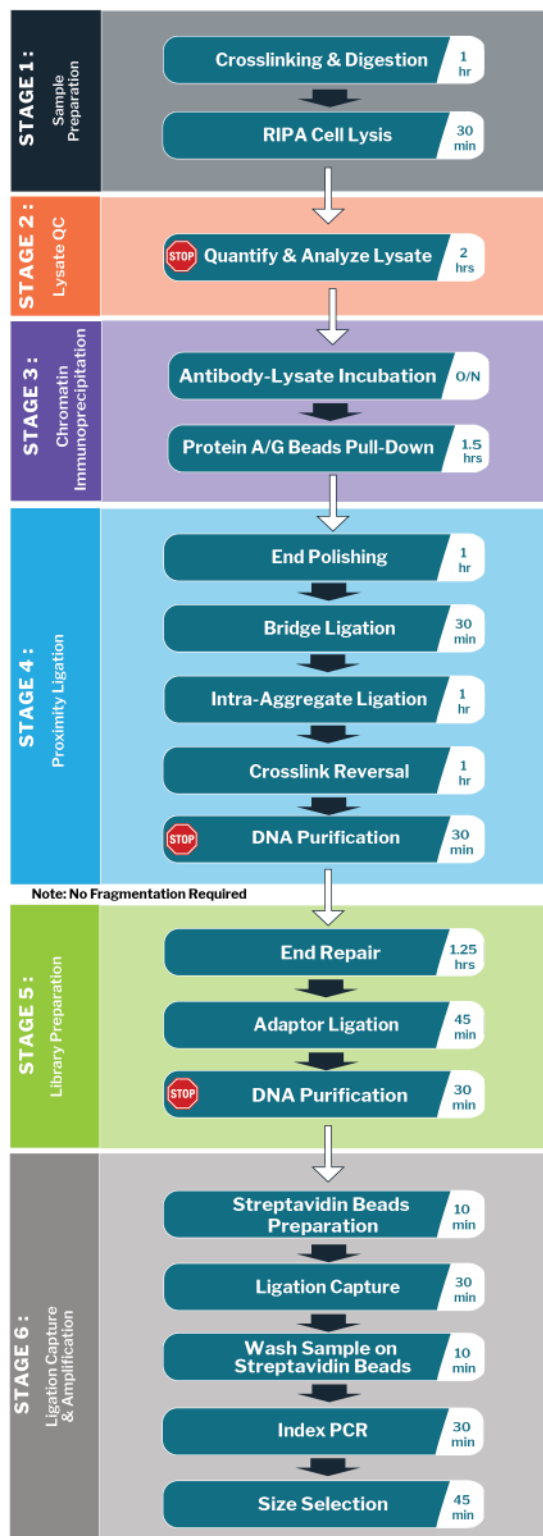 STAGE 1 :
Sample
Preparation
Crosslinking & Digestion
1
hr
RIPA Cell Lysis
30
min
STAGE 2 :
Lysate QC
STOP
Quantify & Analyze Lysate
2
hrs
STAGE 3 :
Chromatin
Immunoprecipitation
Antibody-Lysate Incubation
O/N
Protein A/G Beads Pull-Down
1.5
hrs
STAGE 4 :
Proximity Ligation
End Polishing
1
hr
Bridge Ligation
30
min
Intra-Aggregate Ligation
1
hr
Crosslink Reversal
1
hr
STOP
DNA Purification
30
min
Note: No Fragmentation Required
STAGE 5 :
Library Preparation
End Repair
1.25
hrs
Adaptor Ligation
45
min
STOP
DNA Purification
30
min
STAGE 6 :
Ligation Capture
& Amplification
Streptavidin Beads
Preparation
10
min
Ligation Capture
30
min
Wash Sample on
Streptavidin Beads
10
min
Index PCR
30
min
Size Selection
45
min